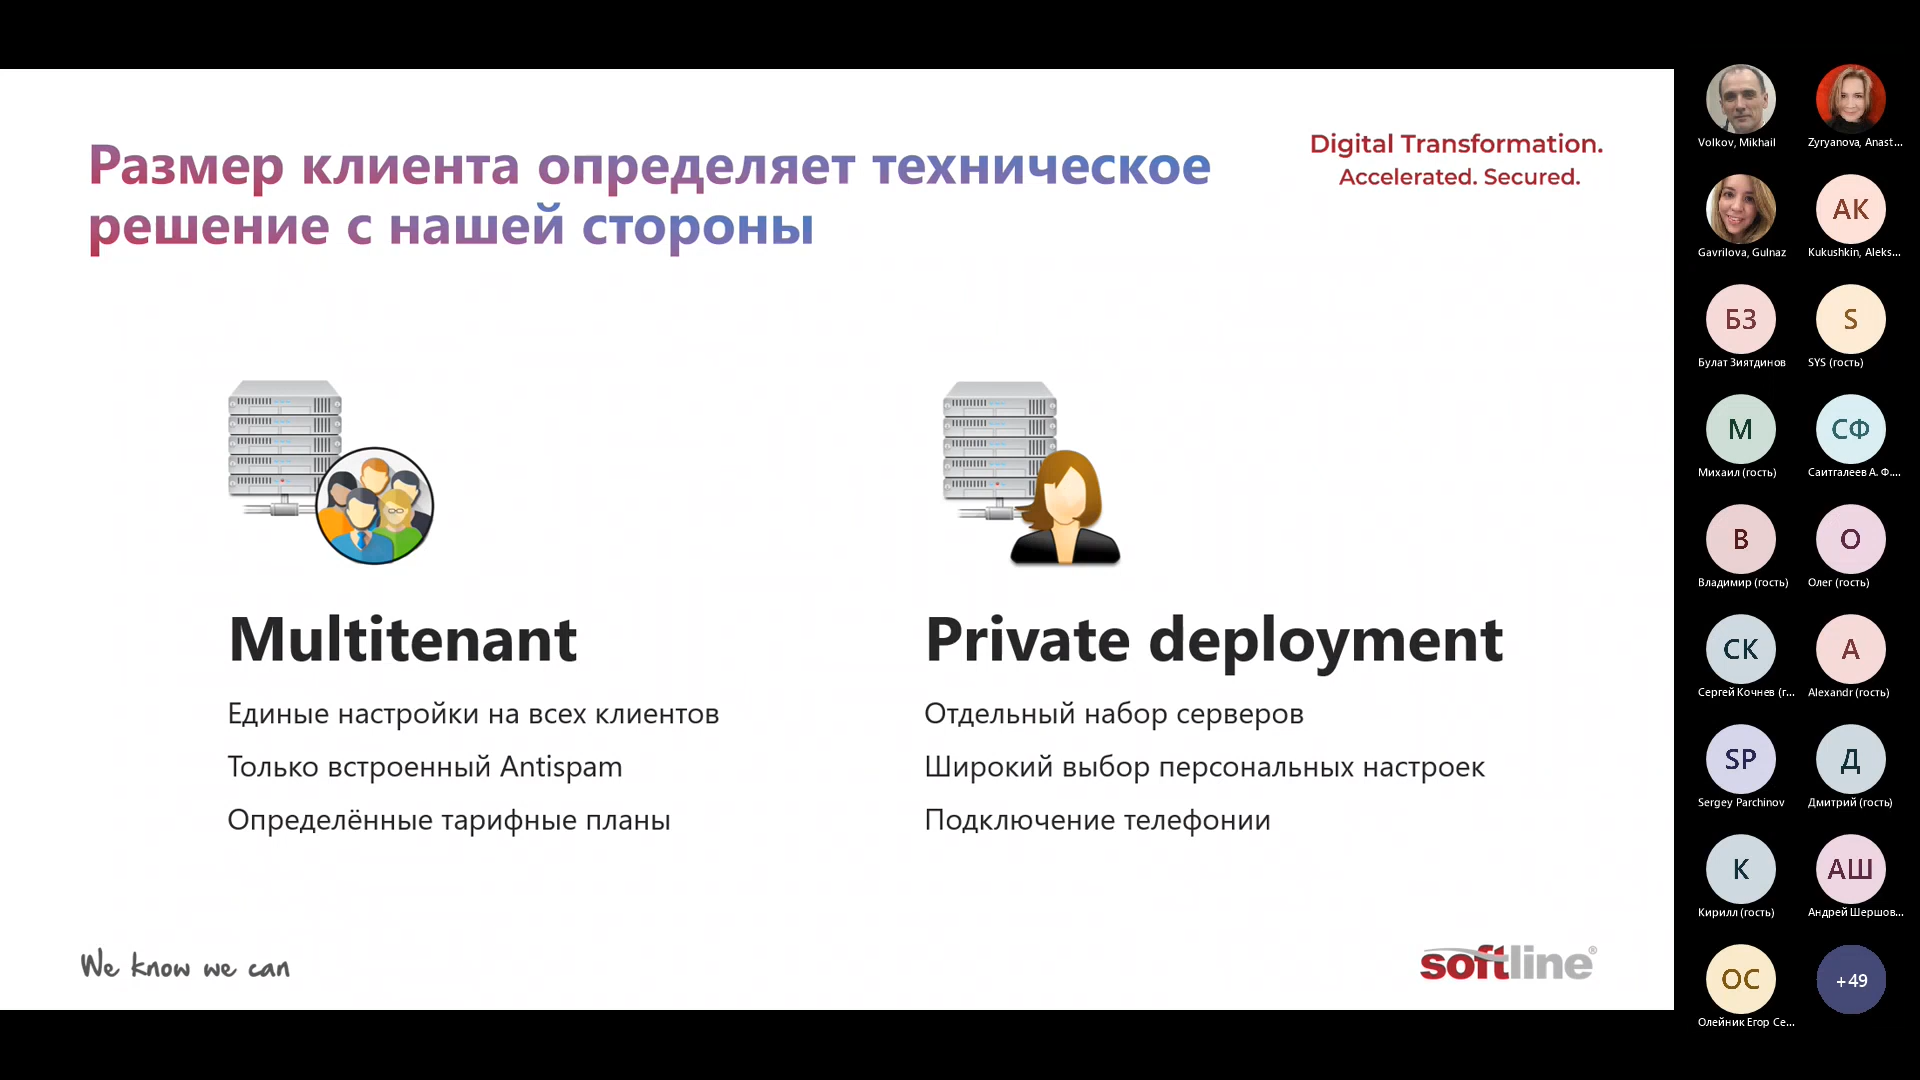 Размер клиента определяет техническое
решение с нашей стороны
Digital Transformation.
Accelerated. Secured.
Multitenant
Единые настройки на всех клиентов
Только встроенный Antispam
Определённые тарифные планы
Private deployment
Отдельный набор серверов
Широкий выбор персональных настроек
Подключение телефонии
We know we can
softline®
Volkov, Mikhail
Zyryanova, Anast...
Gavrilova, Gulnaz
АК
Kukushkin, Aleks...
БЗ
Булат Зиятдинов
S
SYS (гость)
М
Михаил (гость)
СФ
Саитгалеев А. Ф....
В
Владимир (гость)
О
Олег (гость)
СК
Сергей Кочнев (г...
A
Alexandr (гость)
SP
Sergey Parchinov
Д
Дмитрий (гость)
К
Кирилл (гость)
АШ
Андрей Шершов...
ОС
Олейник Егор Се...
+49